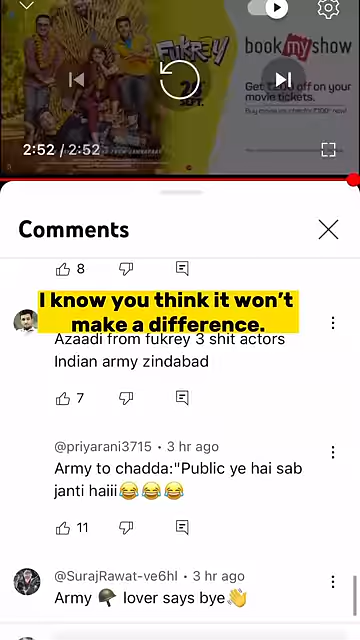 FUKREY
book my show
Get ₹100 off on your
movie tickets.
2:52 / 2:52
Comments
8
I know you think it won't
make a difference.
Azaadi from fukrey 3 shit actors
Indian army zindabad
7
@priyarani3715 • 3 hr ago
Army to chadda:"Public ye hai sab
janti haiii😂😂😂
11
@SurajRawat-ve6hl • 3 hr ago
Army 🪖 lover says bye👋